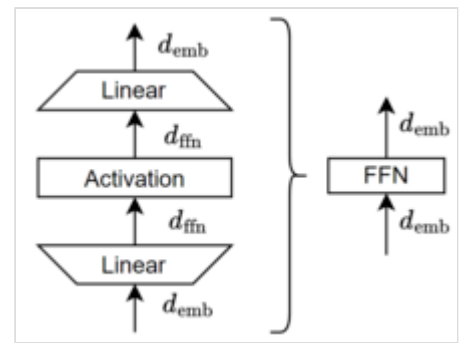 d_emb
Linear
d_ffn
Activation
d_ffn
Linear
d_emb
d_emb
FFN
d_emb